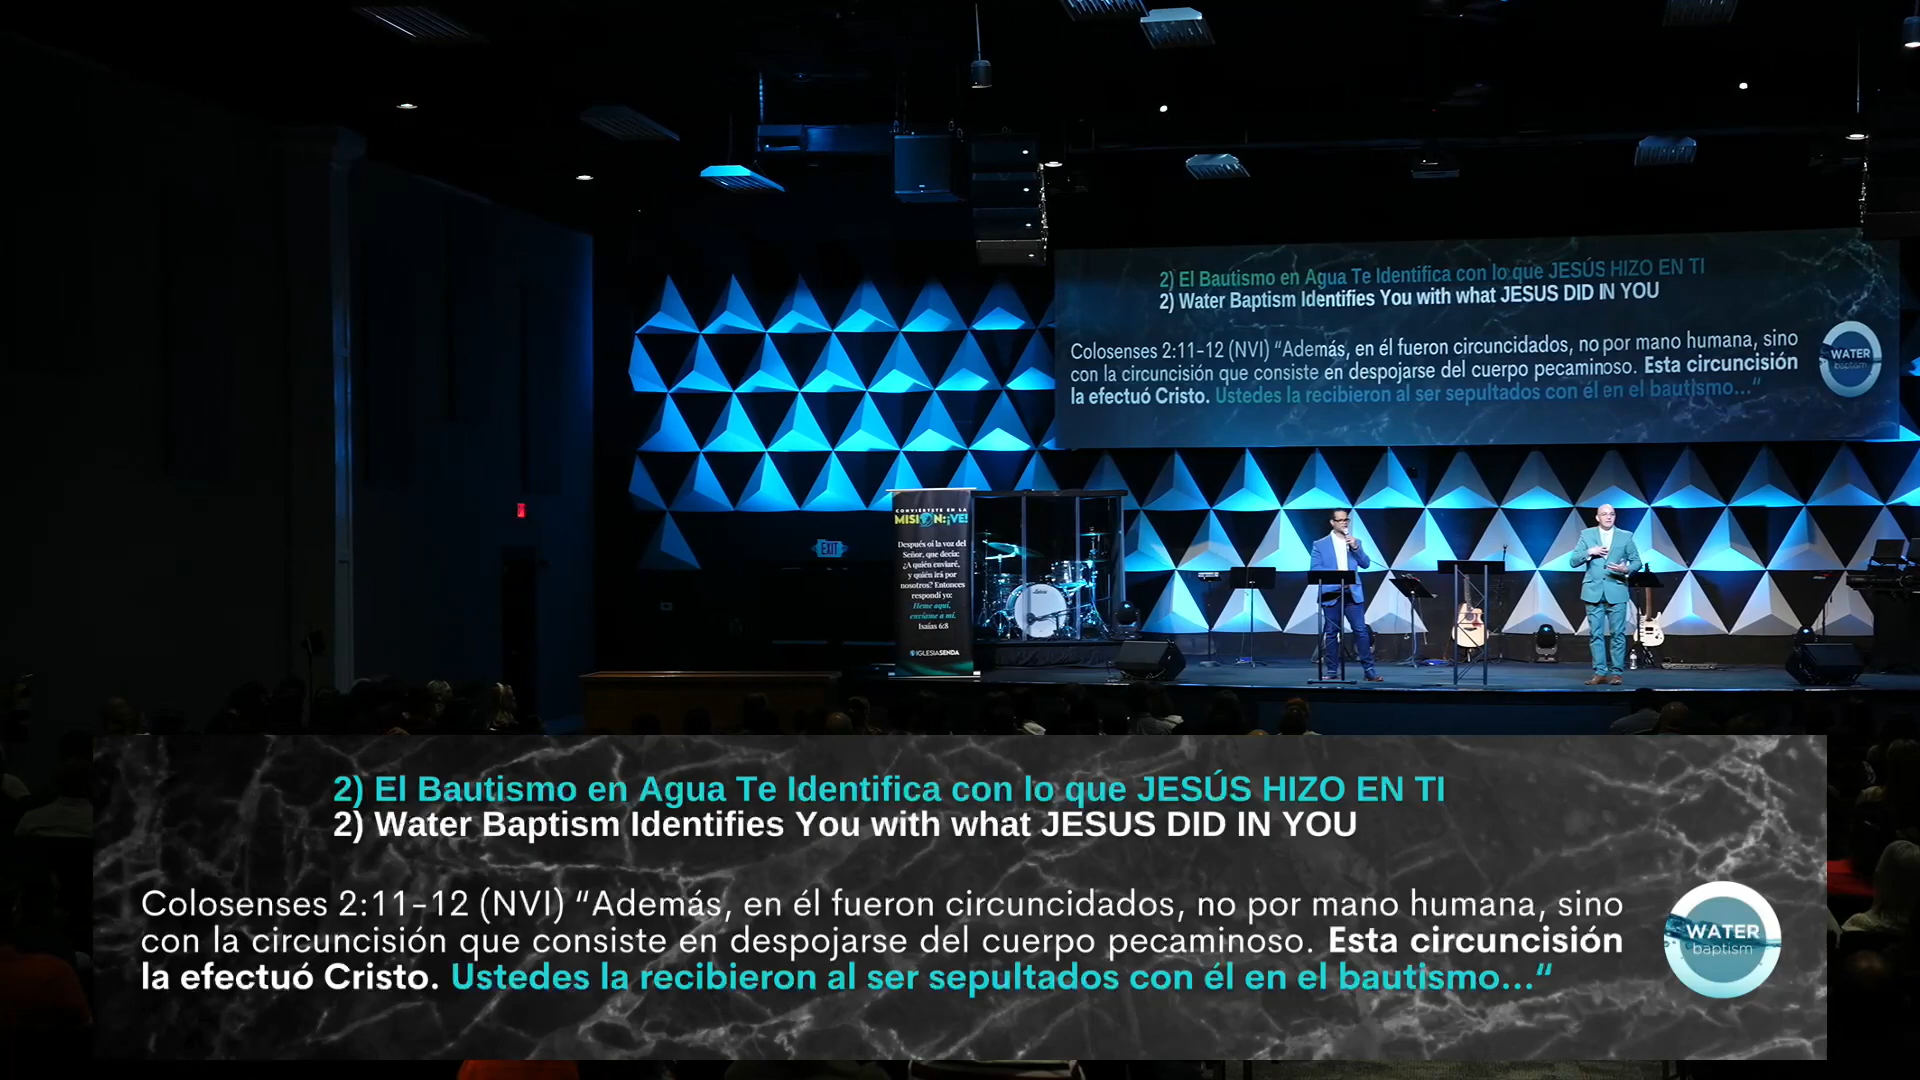 2) El Bautismo en Agua Te Identifica con lo que JESÚS HIZO EN TI
2) Water Baptism Identifies You with what JESUS DID IN YOU
Colosenses 2:11-12 (NVI) “Además, en él fueron circuncidados, no por mano humana, sino
con la circuncisión que consiste en despojarse del cuerpo pecaminoso. Esta circuncisión
la efectuó Cristo. Ustedes la recibieron al ser sepultados con él en el bautismo...“
WATER
baptism
CONVIÉRTETE EN LA
MISIÓN:¡VE!
Después oí la voz del
Señor, que decía:
¿A quién enviaré,
y quién irá por
nosotros? Entonces
respondí yo:
Heme aquí,
envíame a mí.
Isaías 6:8
IGLESIASENDA
EXIT
2) El Bautismo en Agua Te Identifica con lo que JESÚS HIZO EN TI
2) Water Baptism Identifies You with what JESUS DID IN YOU
Colosenses 2:11-12 (NVI) “Además, en él fueron circuncidados, no por mano humana, sino
con la circuncisión que consiste en despojarse del cuerpo pecaminoso. Esta circuncisión
la efectuó Cristo. Ustedes la recibieron al ser sepultados con él en el bautismo...“
WATER
baptism